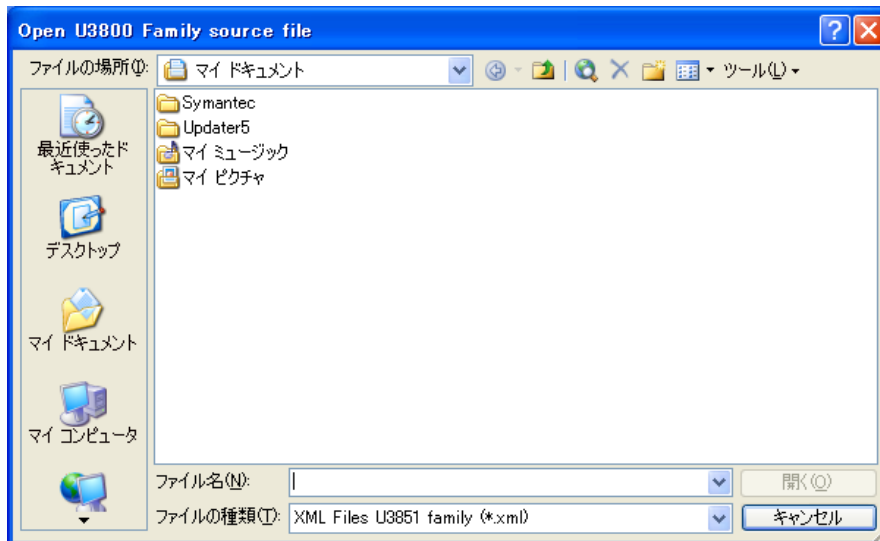 Open U3800 Family source file
ファイルの場所(I):
マイ ドキュメント
ツール(L)
最近使ったド
キュメント
デスクトップ
マイ ドキュメント
マイ コンピュータ
Symantec
Updater5
マイ ミュージック
マイ ピクチャ
ファイル名(N):
開く(O)
ファイルの種類(T):
XML Files U3851 family (*.xml)
キャンセル